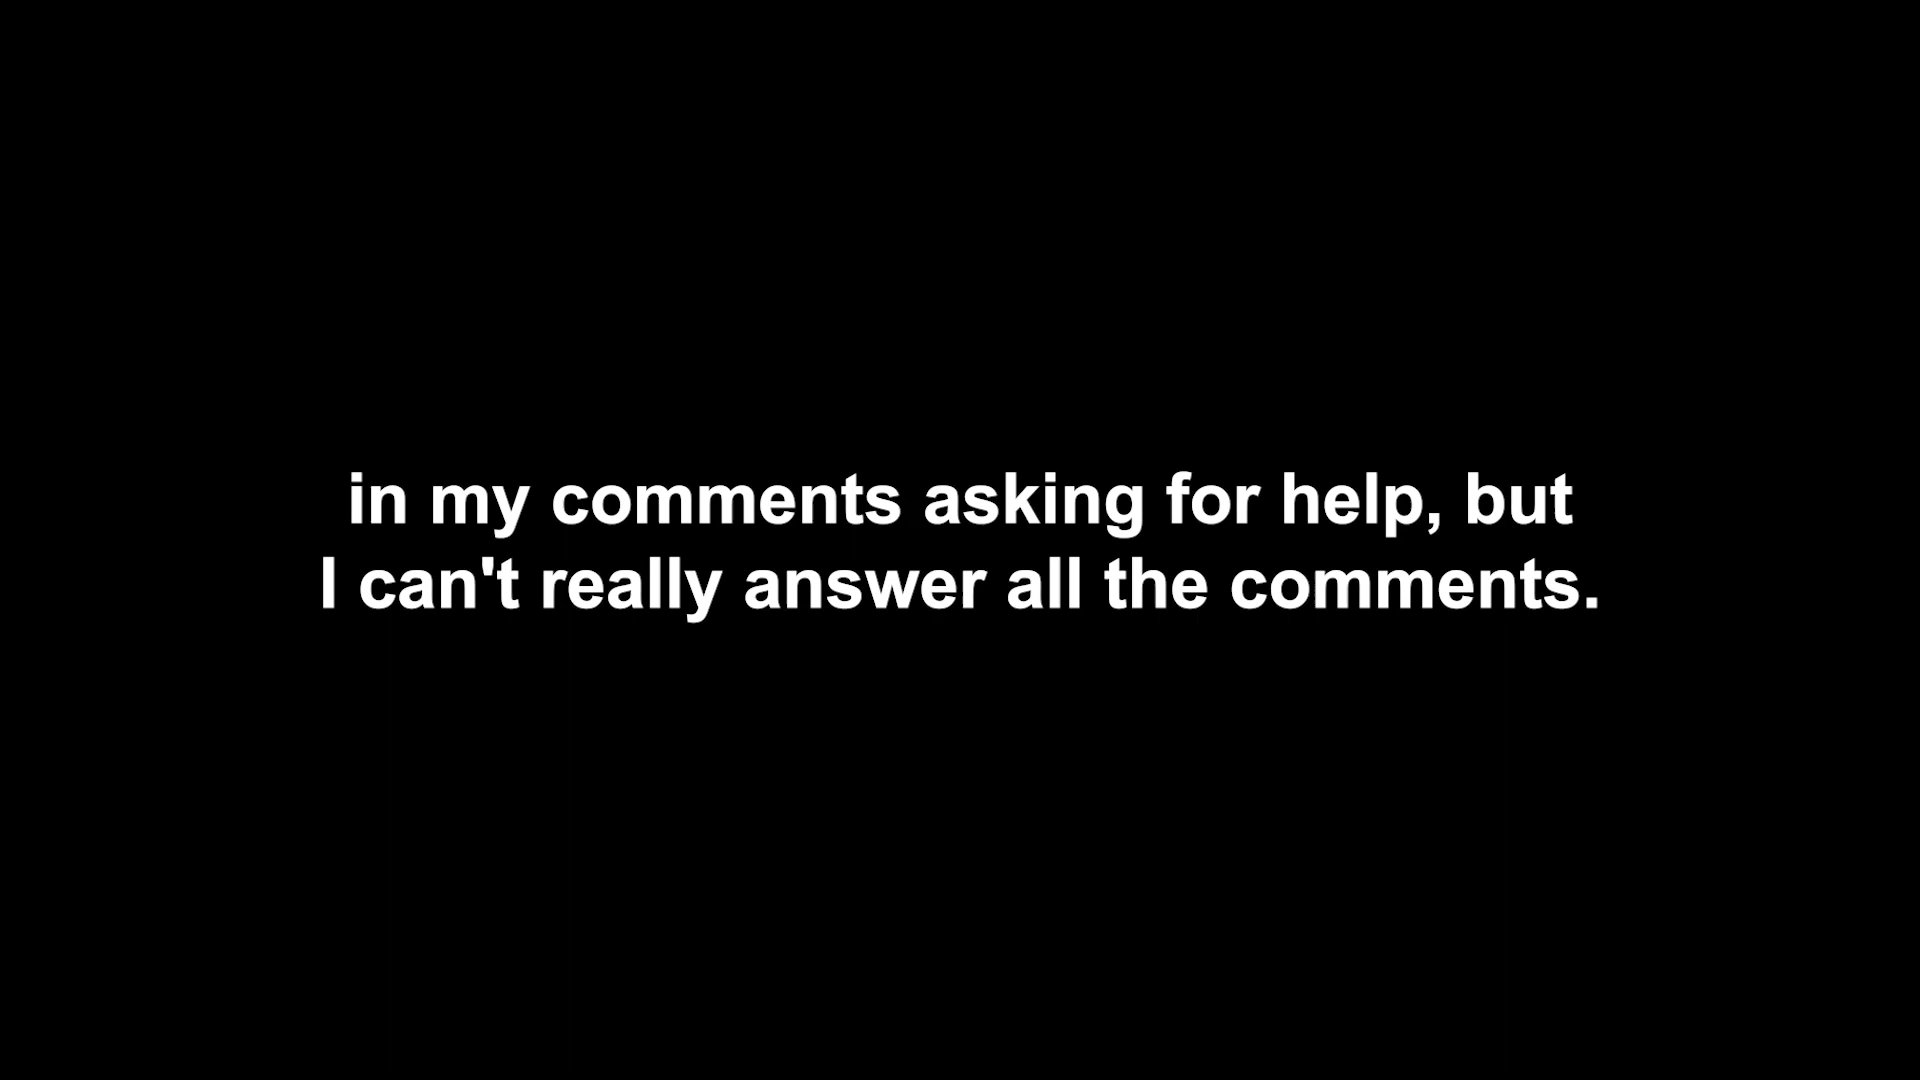 in my comments asking for help, but
I can't really answer all the comments.